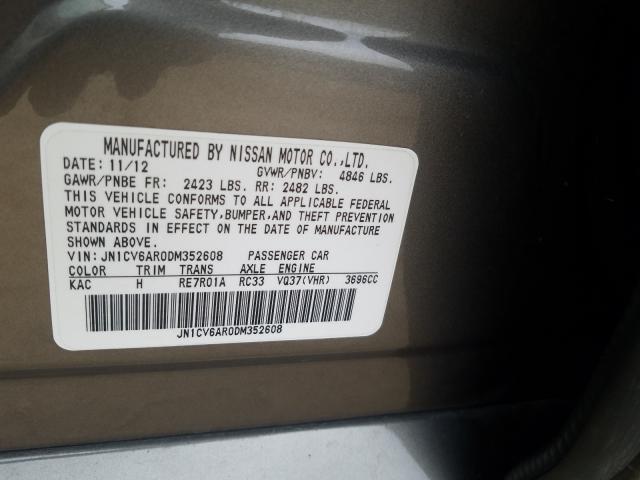 MANUFACTURED BY NISSAN MOTOR CO.,LTD.
DATE: 11/12 GVWR/PNBV: 4846 LBS.
GAWR/PNBE FR: 2423 LBS. RR: 2482 LBS.
THIS VEHICLE CONFORMS TO ALL APPLICABLE FEDERAL
MOTOR VEHICLE SAFETY,BUMPER,AND THEFT PREVENTION
STANDARDS IN EFFECT ON THE DATE OF MANUFACTURE
SHOWN ABOVE.
VIN: JN1CV6AR0DM352608 PASSENGER CAR
COLOR TRIM TRANS AXLE ENGINE
KAC H RE7R01A RC33 VQ37(VHR) 3696CC
JN1CV6AR0DM352608